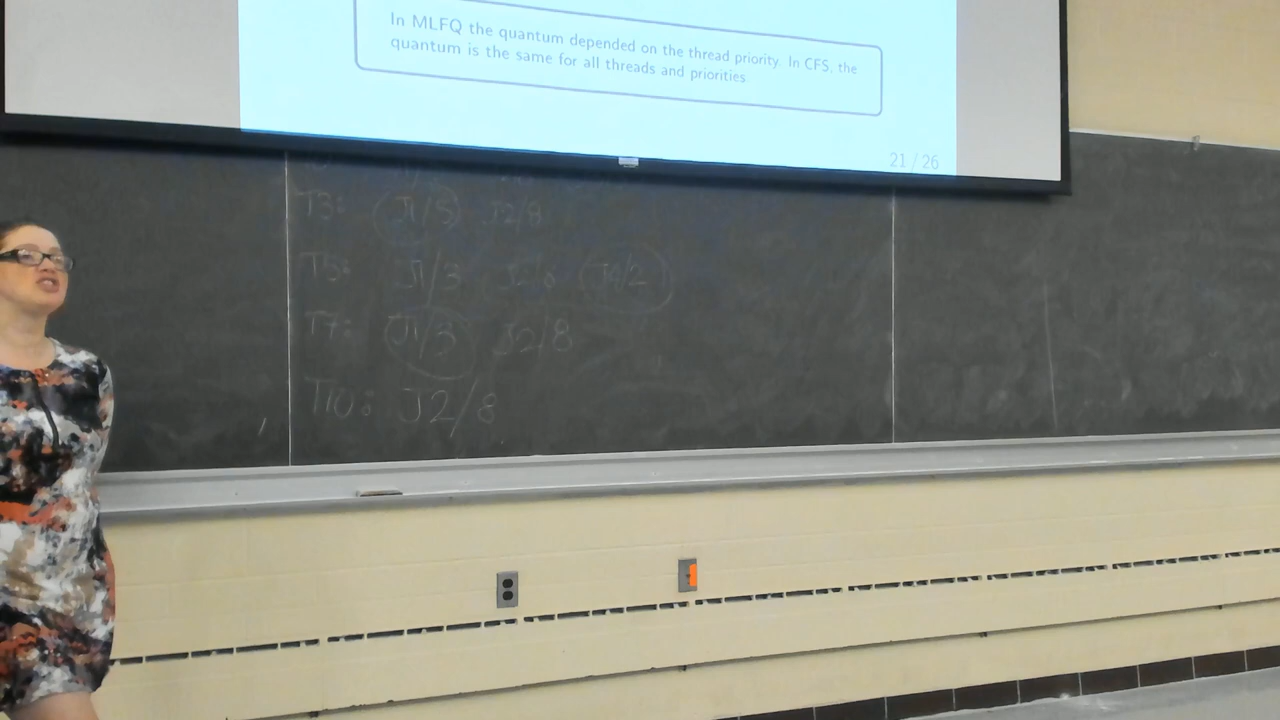 In MLFQ the quantum depended on the thread priority. In CFS, the
quantum is the same for all threads and priorities
21 / 26
T3: J1/5 J2/8
T5: J1/3 J4/2
T7: J1/3 J2/8
T10: J2/8